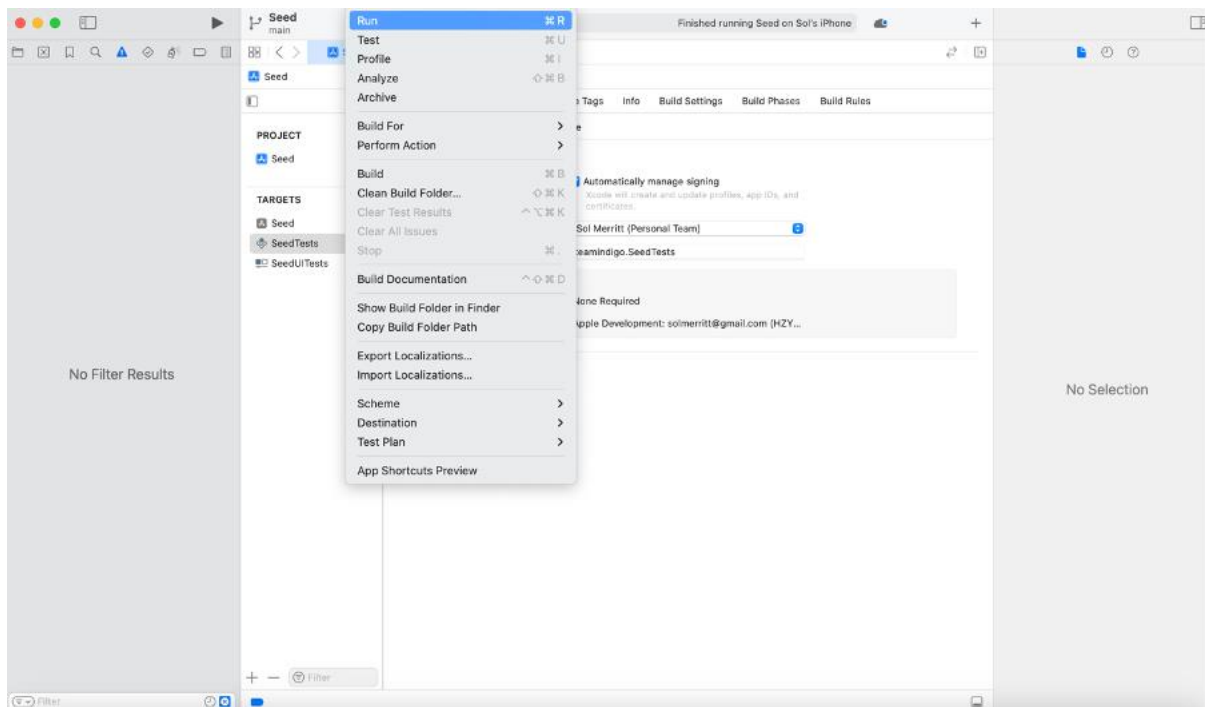 Seed
main
Finished running Seed on Sol's iPhone
Run ⌘ R
Test ⌘ U
Profile ⌘ I
Analyze ⇧ ⌘ B
Archive
Build For
Perform Action
Build ⌘ B
Clean Build Folder... ⇧ ⌘ K
Clear Test Results ⌃ ⌥ ⌘ K
Clear All Issues
Stop ⌘ .
Build Documentation ⌃ ⇧ ⌘ D
Show Build Folder in Finder
Copy Build Folder Path
Export Localizations...
Import Localizations...
Scheme
Destination
Test Plan
App Shortcuts Preview
Seed
Tags Info Build Settings Build Phases Build Rules
PROJECT
Seed
TARGETS
Seed
SeedTests
SeedUITests
Automatically manage signing
Xcode will create and update profiles, app IDs, and
certificates.
Sol Merritt (Personal Team)
teamindigo.SeedTests
None Required
Apple Development: solmerritt@gmail.com (HZY...
No Filter Results
No Selection
Filter
Filter